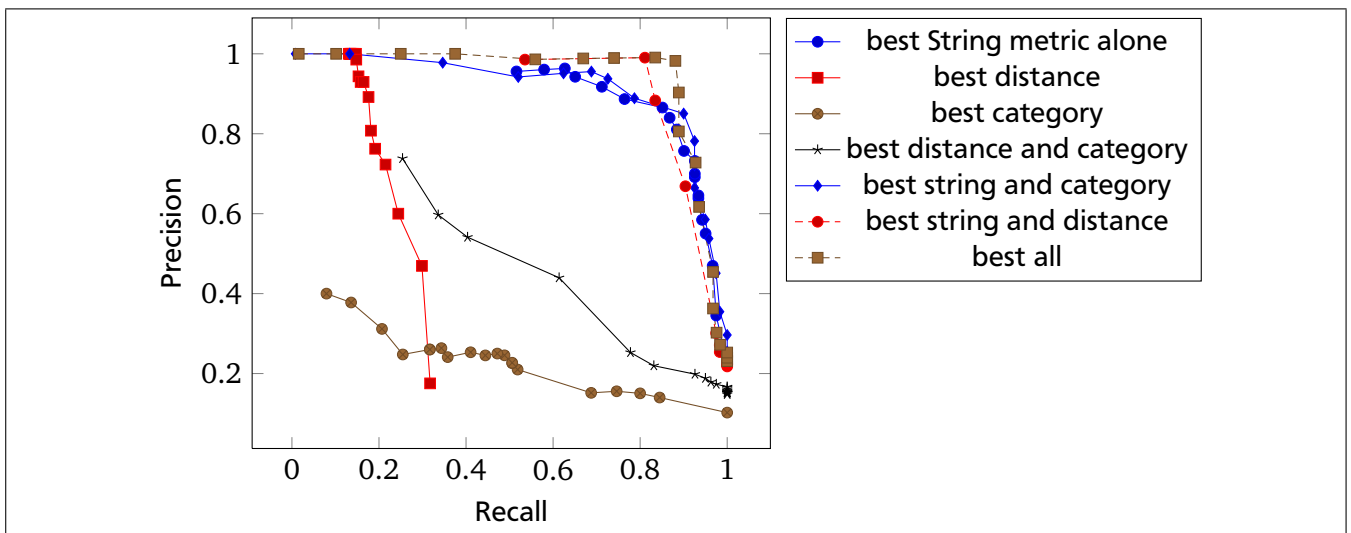 1
0.8
0.6
0.4
0.2
Precision
0 0.2 0.4 0.6 0.8 1
Recall
best String metric alone
best distance
best category
best distance and category
best string and category
best string and distance
best all